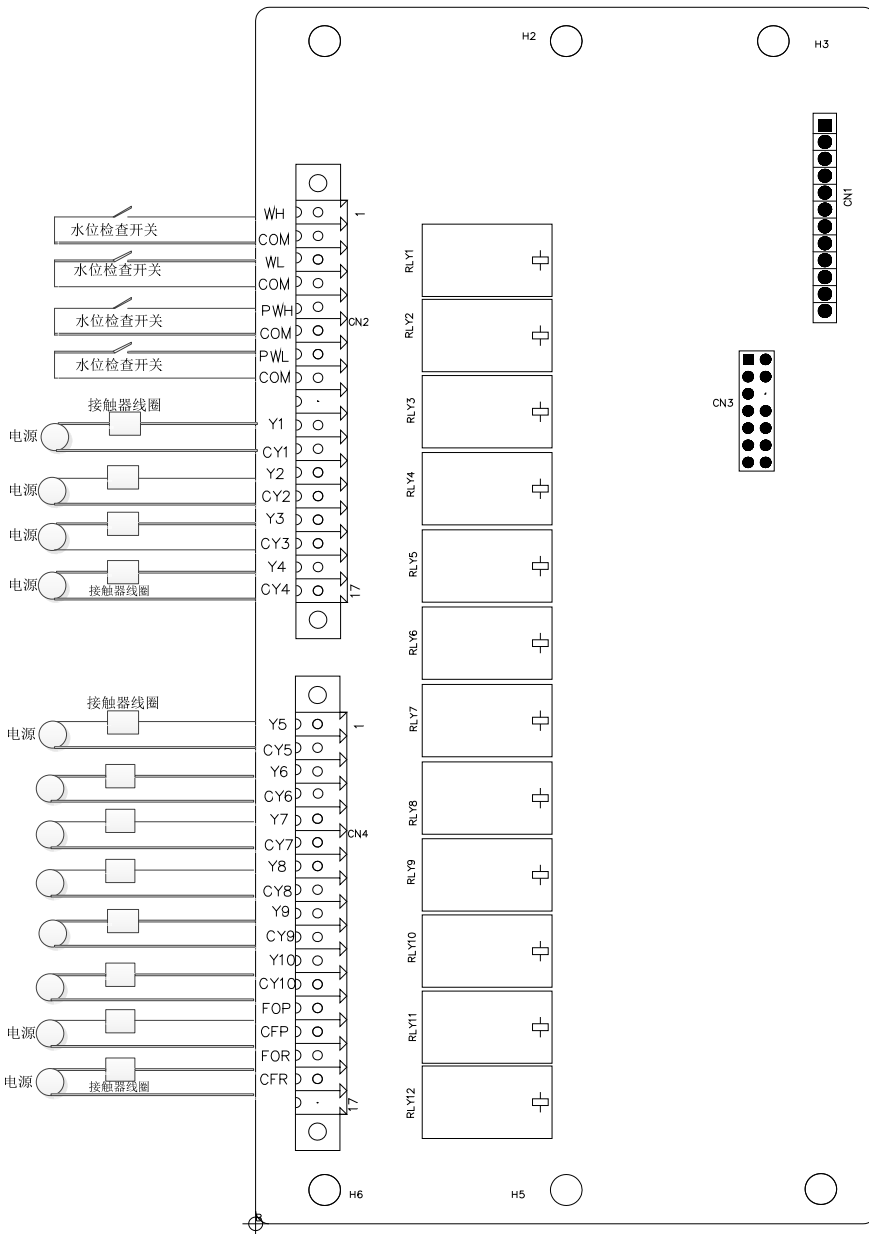 H2
H3
CN1
WH
1
水位检查开关
COM
WL
水位检查开关
COM
RLY1
PWH
水位检查开关
CN2
COM
RLY2
PWL
水位检查开关
COM
接触器线圈
CN3
Y1
RLY3
电源
CY1
Y2
电源
CY2
RLY4
Y3
电源
CY3
Y4
RLY5
电源
接触器线圈
CY4
17
RLY6
接触器线圈
RLY7
Y5
1
电源
CY5
Y6
CY6
RLY8
Y7
CN4
CY7
Y8
RLY9
CY8
Y9
CY9
RLY10
Y10
CY10
FOP
电源
CFP
RLY11
FOR
电源
接触器线圈
CFR
17
RLY12
H6
H5